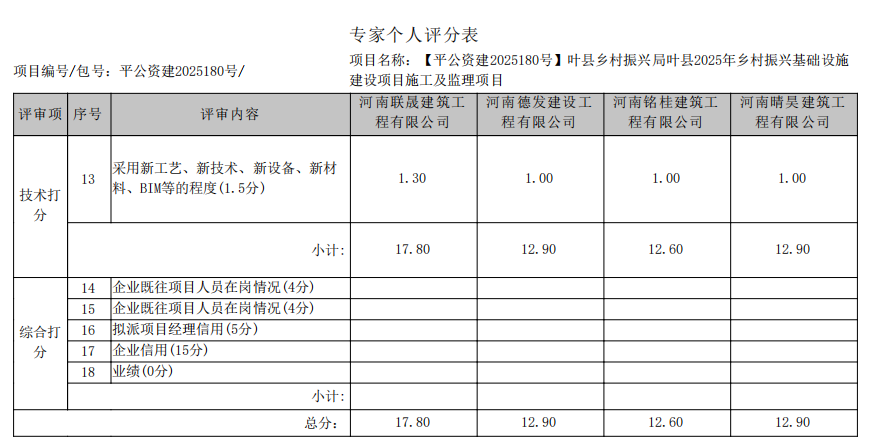 专家个人评分表
项目编号/包号: 平公资建2025180号/
项目名称: 【平公资建2025180号】叶县乡村振兴局叶县2025年乡村振兴基础设施
建设项目施工及监理项目
评审项 序号 评审内容 河南联晟建筑工 河南德发建设工 河南铭桂建筑工 河南晴昊建筑工
程有限公司 程有限公司 程有限公司 程有限公司
技术打
分
13 采用新工艺、新技术、新设备、新材 1.30 1.00 1.00 1.00
料、BIM等的程度(1.5分)
小计: 17.80 12.90 12.60 12.90
综合打
分
14 企业既往项目人员在岗情况(4分)
15 企业既往项目人员在岗情况(4分)
16 拟派项目经理信用(5分)
17 企业信用(15分)
18 业绩(0分)
小计:
总分: 17.80 12.90 12.60 12.90